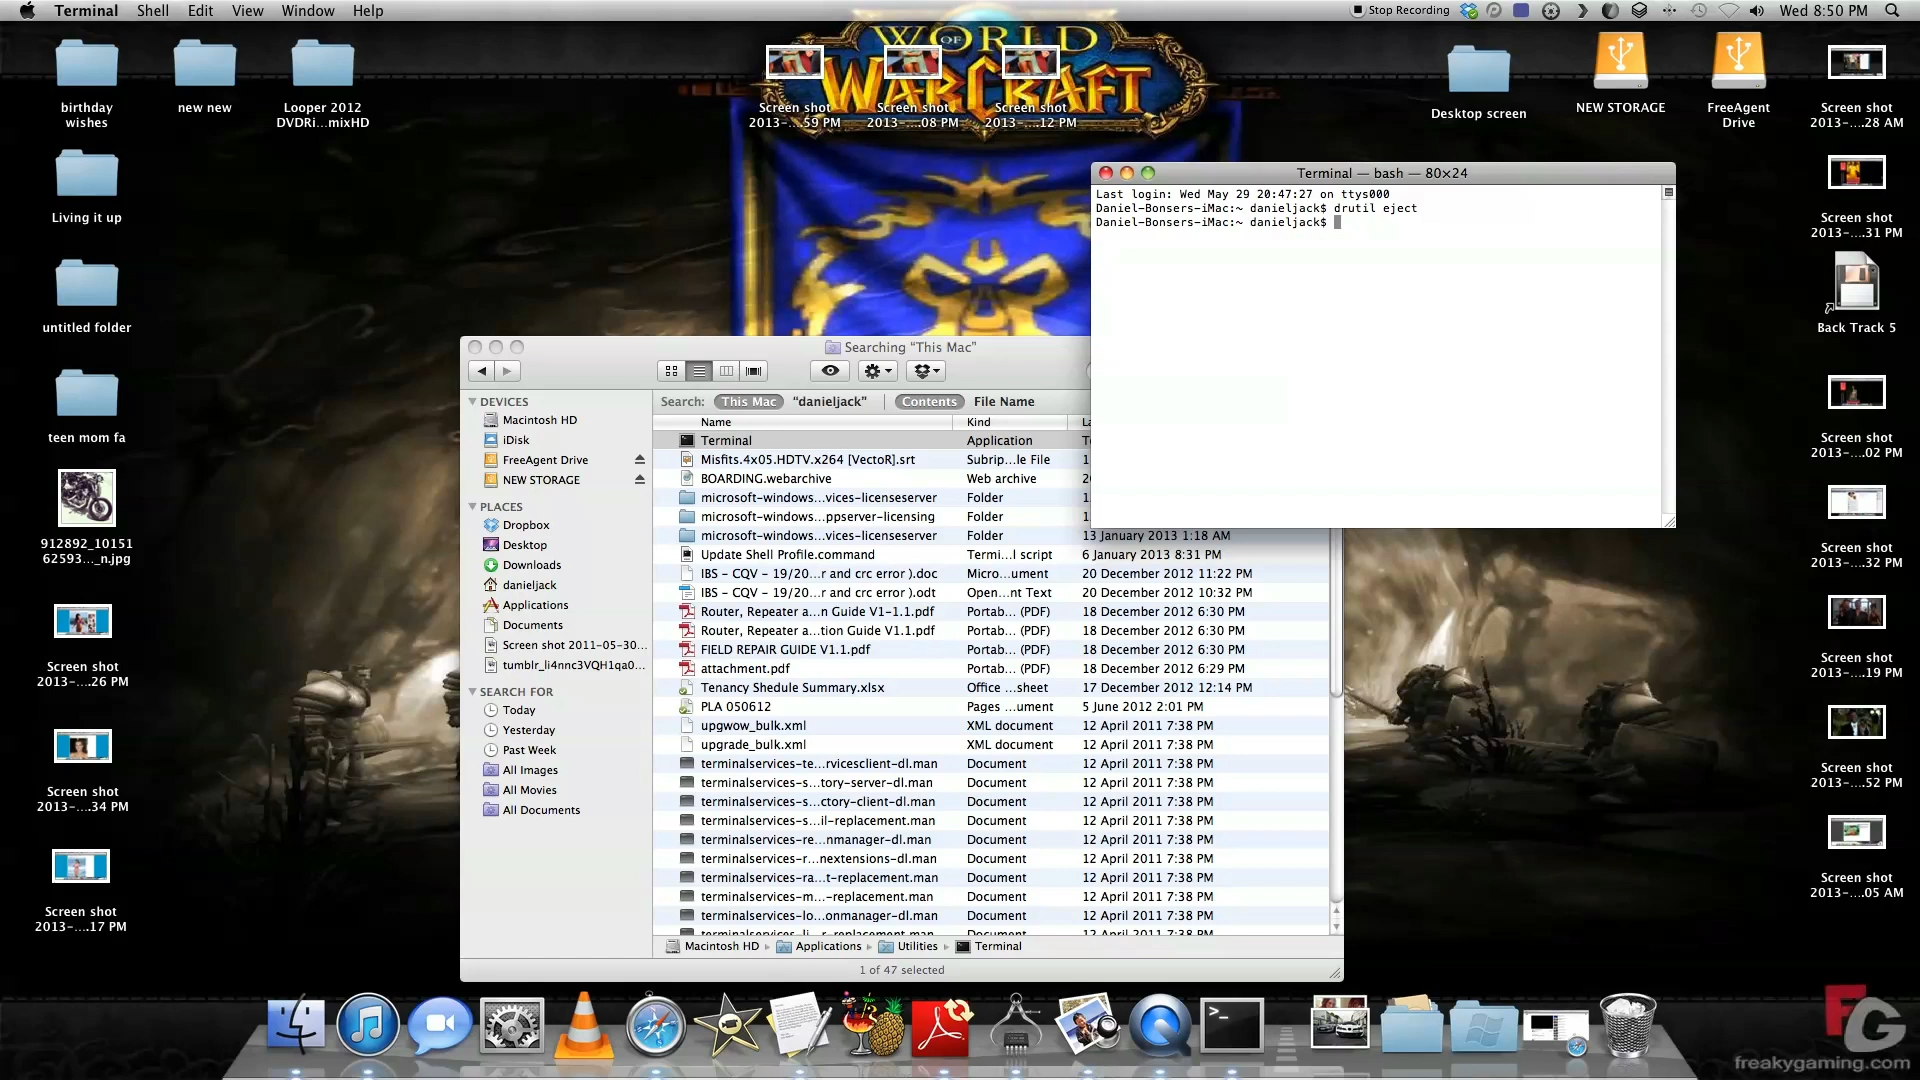 Terminal Shell Edit View Window Help
Stop Recording Wed 8:50 PM
WORLD OF WARCRAFT
birthday wishes
new new
Looper 2012 DVDRi...mixHD
Living it up
untitled folder
teen mom fa
912892_10151 62593..._n.jpg
Screen shot 2013-....26 PM
Screen shot 2013-....34 PM
Screen shot 2013-....17 PM
Screen shot 2013-....59 PM
Screen shot 2013-....08 PM
Screen shot 2013-....12 PM
Desktop screen
NEW STORAGE
FreeAgent Drive
Screen shot 2013-....28 AM
Screen shot 2013-....31 PM
Back Track 5
Screen shot 2013-....02 PM
Screen shot 2013-....32 PM
Screen shot 2013-....19 PM
Screen shot 2013-....52 PM
Screen shot 2013-....05 AM
Terminal — bash — 80×24
Last login: Wed May 29 20:47:27 on ttys000
Daniel-Bonsers-iMac:~ danieljack$ drutil eject
Daniel-Bonsers-iMac:~ danieljack$
Searching "This Mac"
DEVICES
Macintosh HD
iDisk
FreeAgent Drive
NEW STORAGE
PLACES
Dropbox
Desktop
Downloads
danieljack
Applications
Documents
Screen shot 2011-05-30...
tumblr_li4nnc3VQH1qa0...
SEARCH FOR
Today
Yesterday
Past Week
All Images
All Movies
All Documents
Search: This Mac "danieljack" Contents File Name
Name Kind
Terminal Application
Misfits.4x05.HDTV.x264 [VectoR].srt Subrip...le File
BOARDING.webarchive Web archive
microsoft-windows...vices-licenseserver Folder
microsoft-windows...ppserver-licensing Folder
microsoft-windows...vices-licenseserver Folder 13 January 2013 1:18 AM
Update Shell Profile.command Termi...l script 6 January 2013 8:31 PM
IBS - CQV - 19/20...r and crc error ).doc Micro...ument 20 December 2012 11:22 PM
IBS - CQV - 19/20...r and crc error ).odt Open...nt Text 20 December 2012 10:32 PM
Router, Repeater a...n Guide V1-1.1.pdf Portab... (PDF) 18 December 2012 6:30 PM
Router, Repeater a...tion Guide V1.1.pdf Portab... (PDF) 18 December 2012 6:30 PM
FIELD REPAIR GUIDE V1.1.pdf Portab... (PDF) 18 December 2012 6:30 PM
attachment.pdf Portab... (PDF) 18 December 2012 6:29 PM
Tenancy Shedule Summary.xlsx Office ...sheet 17 December 2012 12:14 PM
PLA 050612 Pages ...ument 5 June 2012 2:01 PM
upgwow_bulk.xml XML document 12 April 2011 7:38 PM
upgrade_bulk.xml XML document 12 April 2011 7:38 PM
terminalservices-te...rvicesclient-dl.man Document 12 April 2011 7:38 PM
terminalservices-s...tory-server-dl.man Document 12 April 2011 7:38 PM
terminalservices-s...ctory-client-dl.man Document 12 April 2011 7:38 PM
terminalservices-s...il-replacement.man Document 12 April 2011 7:38 PM
terminalservices-re...nmanager-dl.man Document 12 April 2011 7:38 PM
terminalservices-r...nextensions-dl.man Document 12 April 2011 7:38 PM
terminalservices-ra...t-replacement.man Document 12 April 2011 7:38 PM
terminalservices-m...-replacement.man Document 12 April 2011 7:38 PM
terminalservices-lo...onmanager-dl.man Document 12 April 2011 7:38 PM
Macintosh HD Applications Utilities Terminal
1 of 47 selected
FG
freakygaming.com